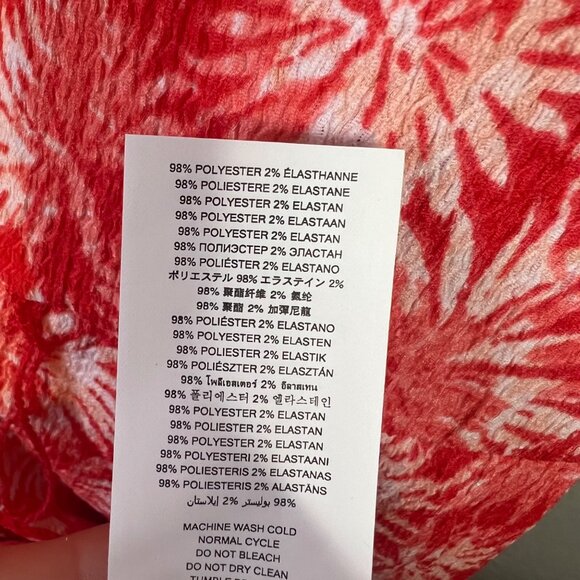 98% POLYESTER 2% ÉLASTHANNE
98% POLIESTERE 2% ELASTANE
98% POLYESTER 2% ELASTAN
98% POLYESTER 2% ELASTAAN
98% POLYESTER 2% ELASTAN
98% ПОЛИЭСТЕР 2% ЭЛАСТАН
98% POLIÉSTER 2% ELASTANO
ポリエステル 98% エラステイン 2%
98% 聚酯纤维 2% 氨纶
98% 聚酯 2% 加彈尼龍
98% POLIÉSTER 2% ELASTANO
98% POLYESTER 2% ELASTEN
98% POLIESTER 2% ELASTIK
98% POLIÉSZTER 2% ELASZTÁN
98% โพลีเอสเตอร์ 2% อีลาสเทน
98% 폴리에스터 2% 엘라스테인
98% POLYESTER 2% ELASTAN
98% POLYESTER 2% ELASTAN
98% POLYESTER 2% ELASTAN
98% POLYESTERI 2% ELASTAANI
98% POLIESTERIS 2% ELASTANAS
98% POLIESTERIS 2% ALASTĀNS
98% بوليستر 2% إيلاستان
MACHINE WASH COLD
NORMAL CYCLE
DO NOT BLEACH
DO NOT DRY CLEAN